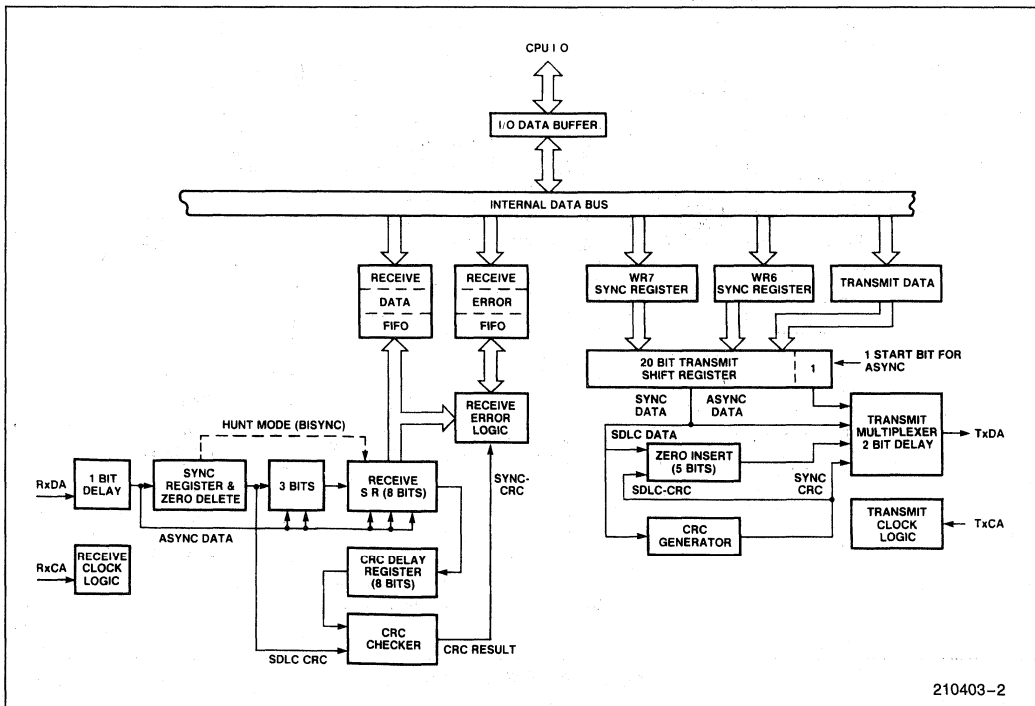 CPU I O
I/O DATA BUFFER
INTERNAL DATA BUS
RECEIVE
DATA
FIFO
RECEIVE
ERROR
FIFO
WR7
SYNC REGISTER
WR6
SYNC REGISTER
TRANSMIT DATA
20 BIT TRANSMIT
SHIFT REGISTER
1
1 START BIT FOR
ASYNC
RECEIVE
ERROR
LOGIC
SYNC
DATA
ASYNC
DATA
TRANSMIT
MULTIPLEXER
2 BIT DELAY
TxDA
HUNT MODE (BISYNC)
SDLC DATA
ZERO INSERT
(5 BITS)
SDLC-CRC
SYNC
CRC
RxDA
1 BIT
DELAY
SYNC
REGISTER &
ZERO DELETE
3 BITS
RECEIVE
S R (8 BITS)
SYNC-
CRC
ASYNC DATA
CRC
GENERATOR
TRANSMIT
CLOCK
LOGIC
TxCA
RxCA
RECEIVE
CLOCK
LOGIC
CRC DELAY
REGISTER
(8 BITS)
CRC
CHECKER
SDLC CRC
CRC RESULT
210403-2